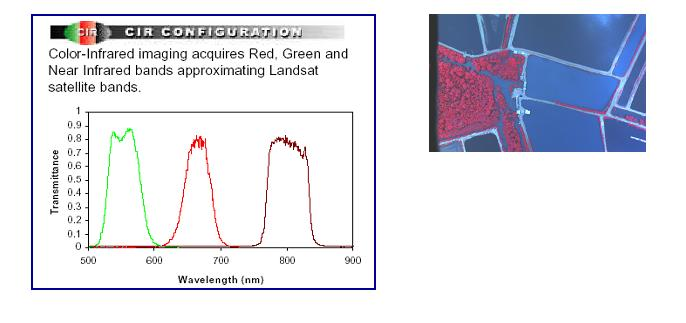 CIR CIR CONFIGURATION
Color-Infrared imaging acquires Red, Green and
Near Infrared bands approximating Landsat
satellite bands.
1
0.9
0.8
0.7
0.6
0.5
0.4
0.3
0.2
0.1
0
Transmittance
500 600 700 800 900
Wavelength (nm)